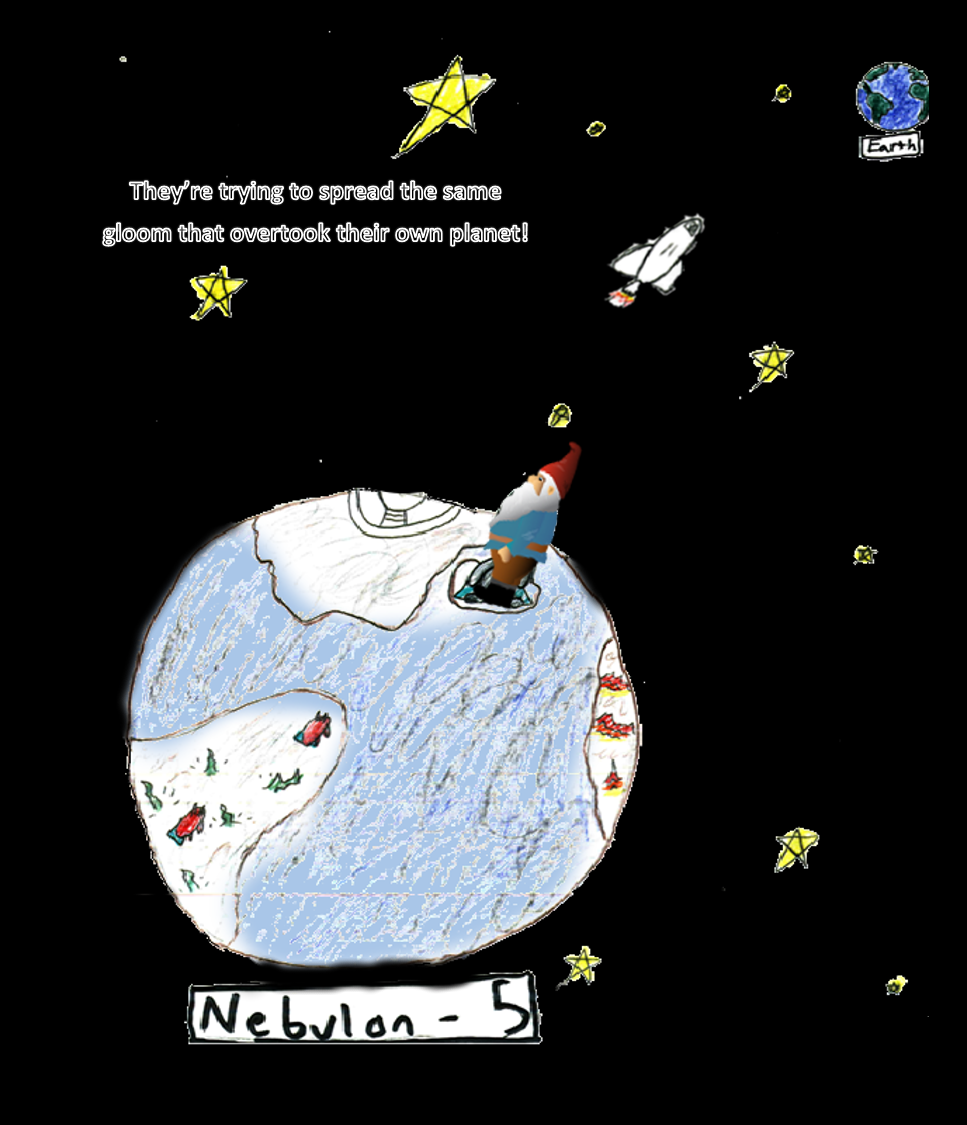 Earth
They’re trying to spread the same
gloom that overtook their own planet!
Nebulon - 5